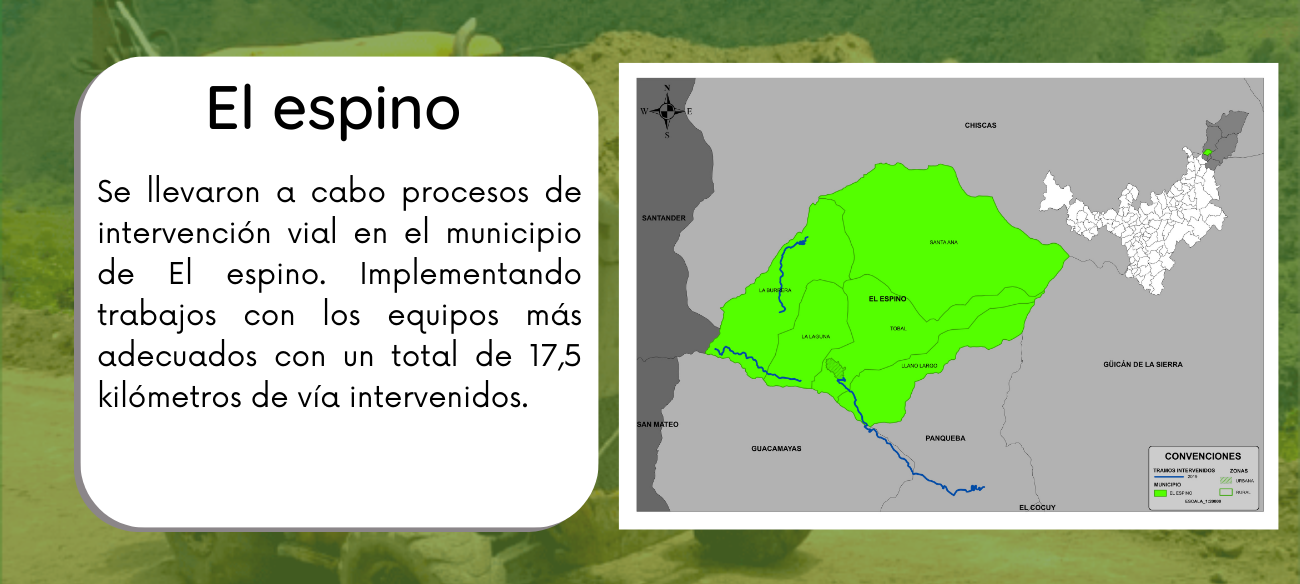 El espino
Se llevaron a cabo procesos de
intervención vial en el municipio
de El espino. Implementando
trabajos con los equipos más
adecuados con un total de 17,5
kilómetros de vía intervenidos.
N
W E
S
CHISCAS
SANTANDER
SANTA ANA
LA BURRERA
EL ESPINO
TOBAL
LA LAGUNA
LLANO LARGO
GÜICÁN DE LA SIERRA
SAN MATEO
PANQUEBA
GUACAMAYAS
EL COCUY
CONVENCIONES
TRAMOS INTERVENIDOS ZONAS
URBANA
MUNICIPIO
EL ESPINO RURAL